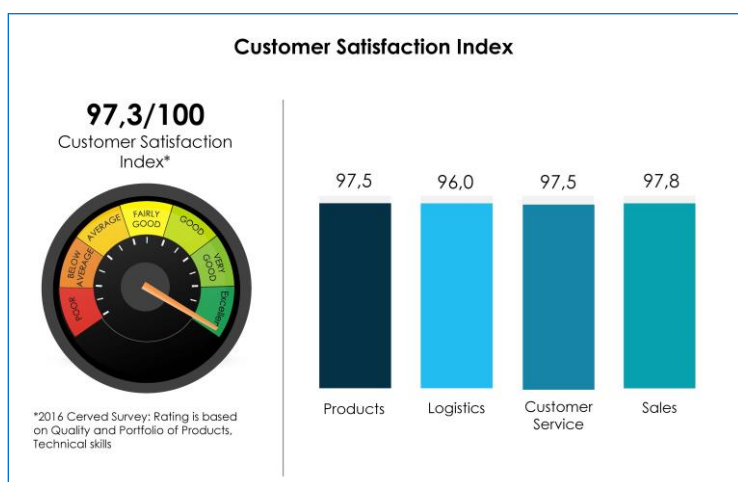 Customer Satisfaction Index
97,3/100
Customer Satisfaction
Index*
POOR
BELOW
AVERAGE
AVERAGE
FAIRLY
GOOD
GOOD
VERY
GOOD
*2016 Cerved Survey: Rating is based
on Quality and Portfolio of Products,
Technical skills
97,5
96,0
97,5
97,8
Products
Logistics
Customer
Service
Sales